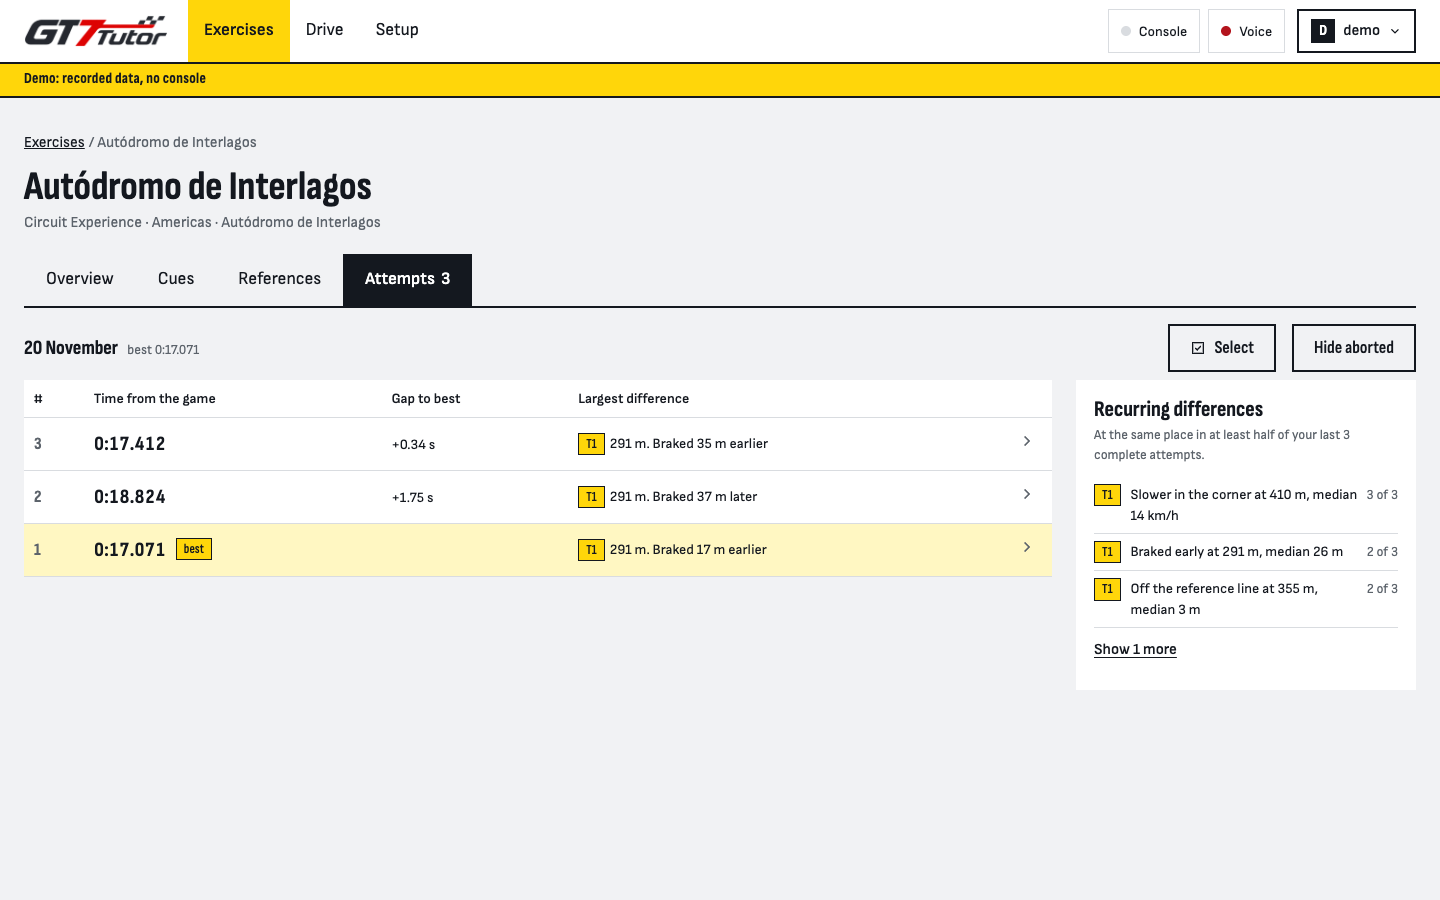 GT7 Tutor
Exercises Drive Setup Console Voice D demo
Demo: recorded data, no console
Exercises / Autódromo de Interlagos
Autódromo de Interlagos
Circuit Experience · Americas · Autódromo de Interlagos
Overview Cues References Attempts 3
20 November best 0:17.071 Select Hide aborted
# Time from the game Gap to best Largest difference
3 0:17.412 +0.34 s T1 291 m. Braked 35 m earlier
2 0:18.824 +1.75 s T1 291 m. Braked 37 m later
1 0:17.071 best T1 291 m. Braked 17 m earlier
Recurring differences
At the same place in at least half of your last 3
complete attempts.
T1 Slower in the corner at 410 m, median 3 of 3
14 km/h
T1 Braked early at 291 m, median 26 m 2 of 3
T1 Off the reference line at 355 m, 2 of 3
median 3 m
Show 1 more